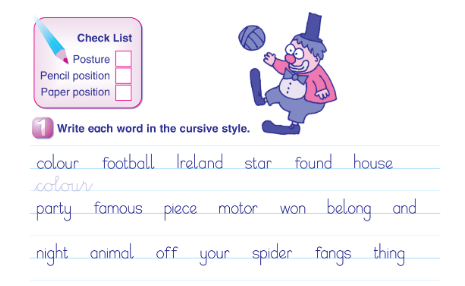 Check List
Posture
Pencil position
Paper position
1 Write each word in the cursive style.
colour football Ireland star found house
colour
party famous piece motor won belong and
night animal off your spider fangs thing